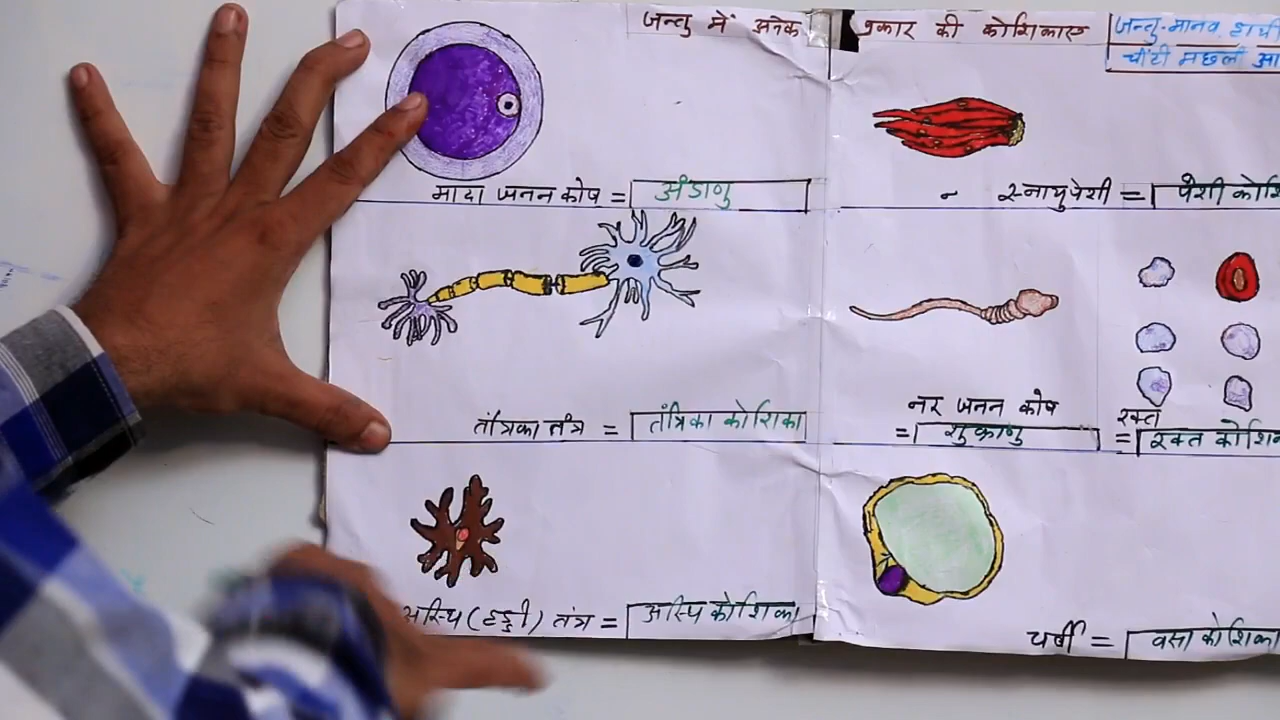 जन्तु में अनेक प्रकार की कोशिकाएं
जन्तु-मानव, हाथी
चींटी मछली आ
मादा जनन कोष = अंडाणु
स्नायुपेशी = पेशी कोशि
तंत्रिका तंत्र = तंत्रिका कोशिका
नर जनन कोष
= शुक्राणु
रक्त
= रक्त कोशिका
अस्थि (हड्डी) तंत्र = अस्थि कोशिका
चर्बी = वसा कोशिका